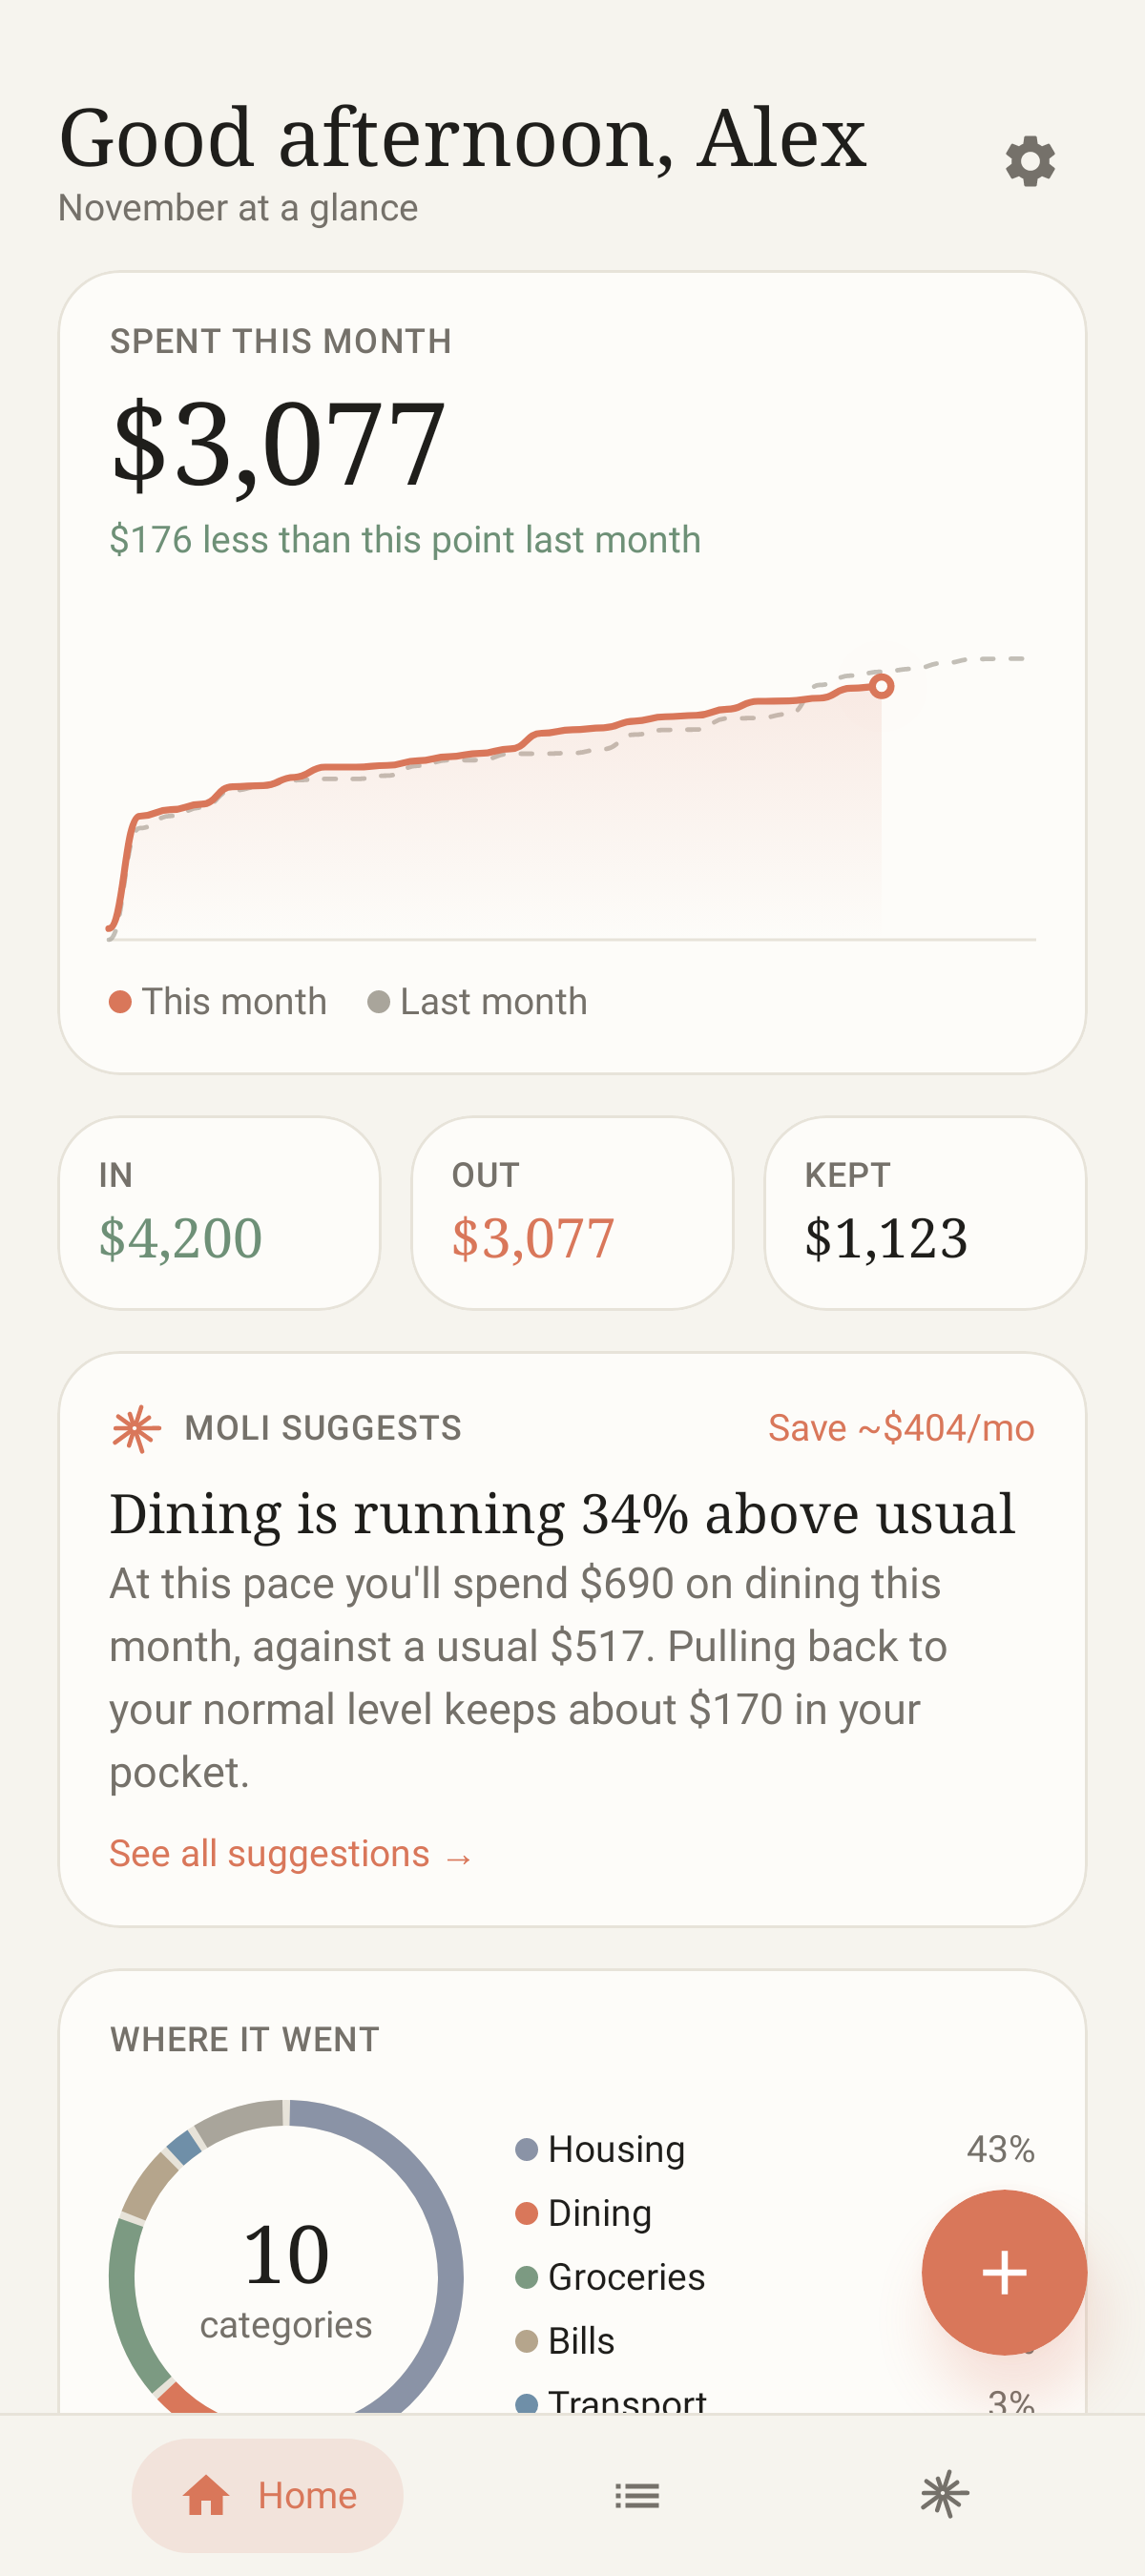 Good afternoon, Alex
November at a glance
SPENT THIS MONTH
$3,077
$176 less than this point last month
This month
Last month
IN
$4,200
OUT
$3,077
KEPT
$1,123
MOLI SUGGESTS
Save ~$404/mo
Dining is running 34% above usual
At this pace you'll spend $690 on dining this
month, against a usual $517. Pulling back to
your normal level keeps about $170 in your
pocket.
See all suggestions →
WHERE IT WENT
10
categories
Housing 43%
Dining
Groceries
Bills
Transport 3%
Home